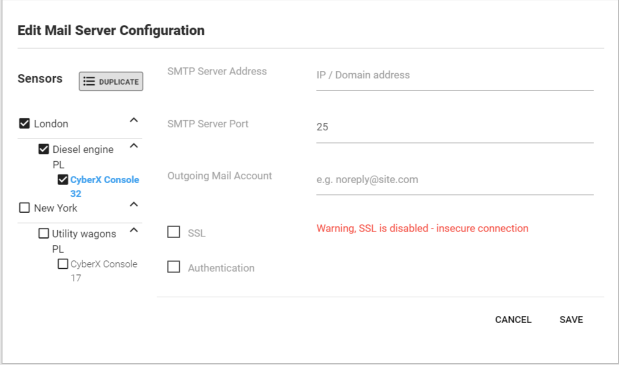 Edit Mail Server Configuration
Sensors
DUPLICATE
London
Diesel engine
PL
CyberX Console
32
New York
Utility wagons
PL
CyberX Console
17
SMTP Server Address
IP / Domain address
SMTP Server Port
25
Outgoing Mail Account
e.g. noreply@site.com
SSL
Warning, SSL is disabled - insecure connection
Authentication
CANCEL
SAVE